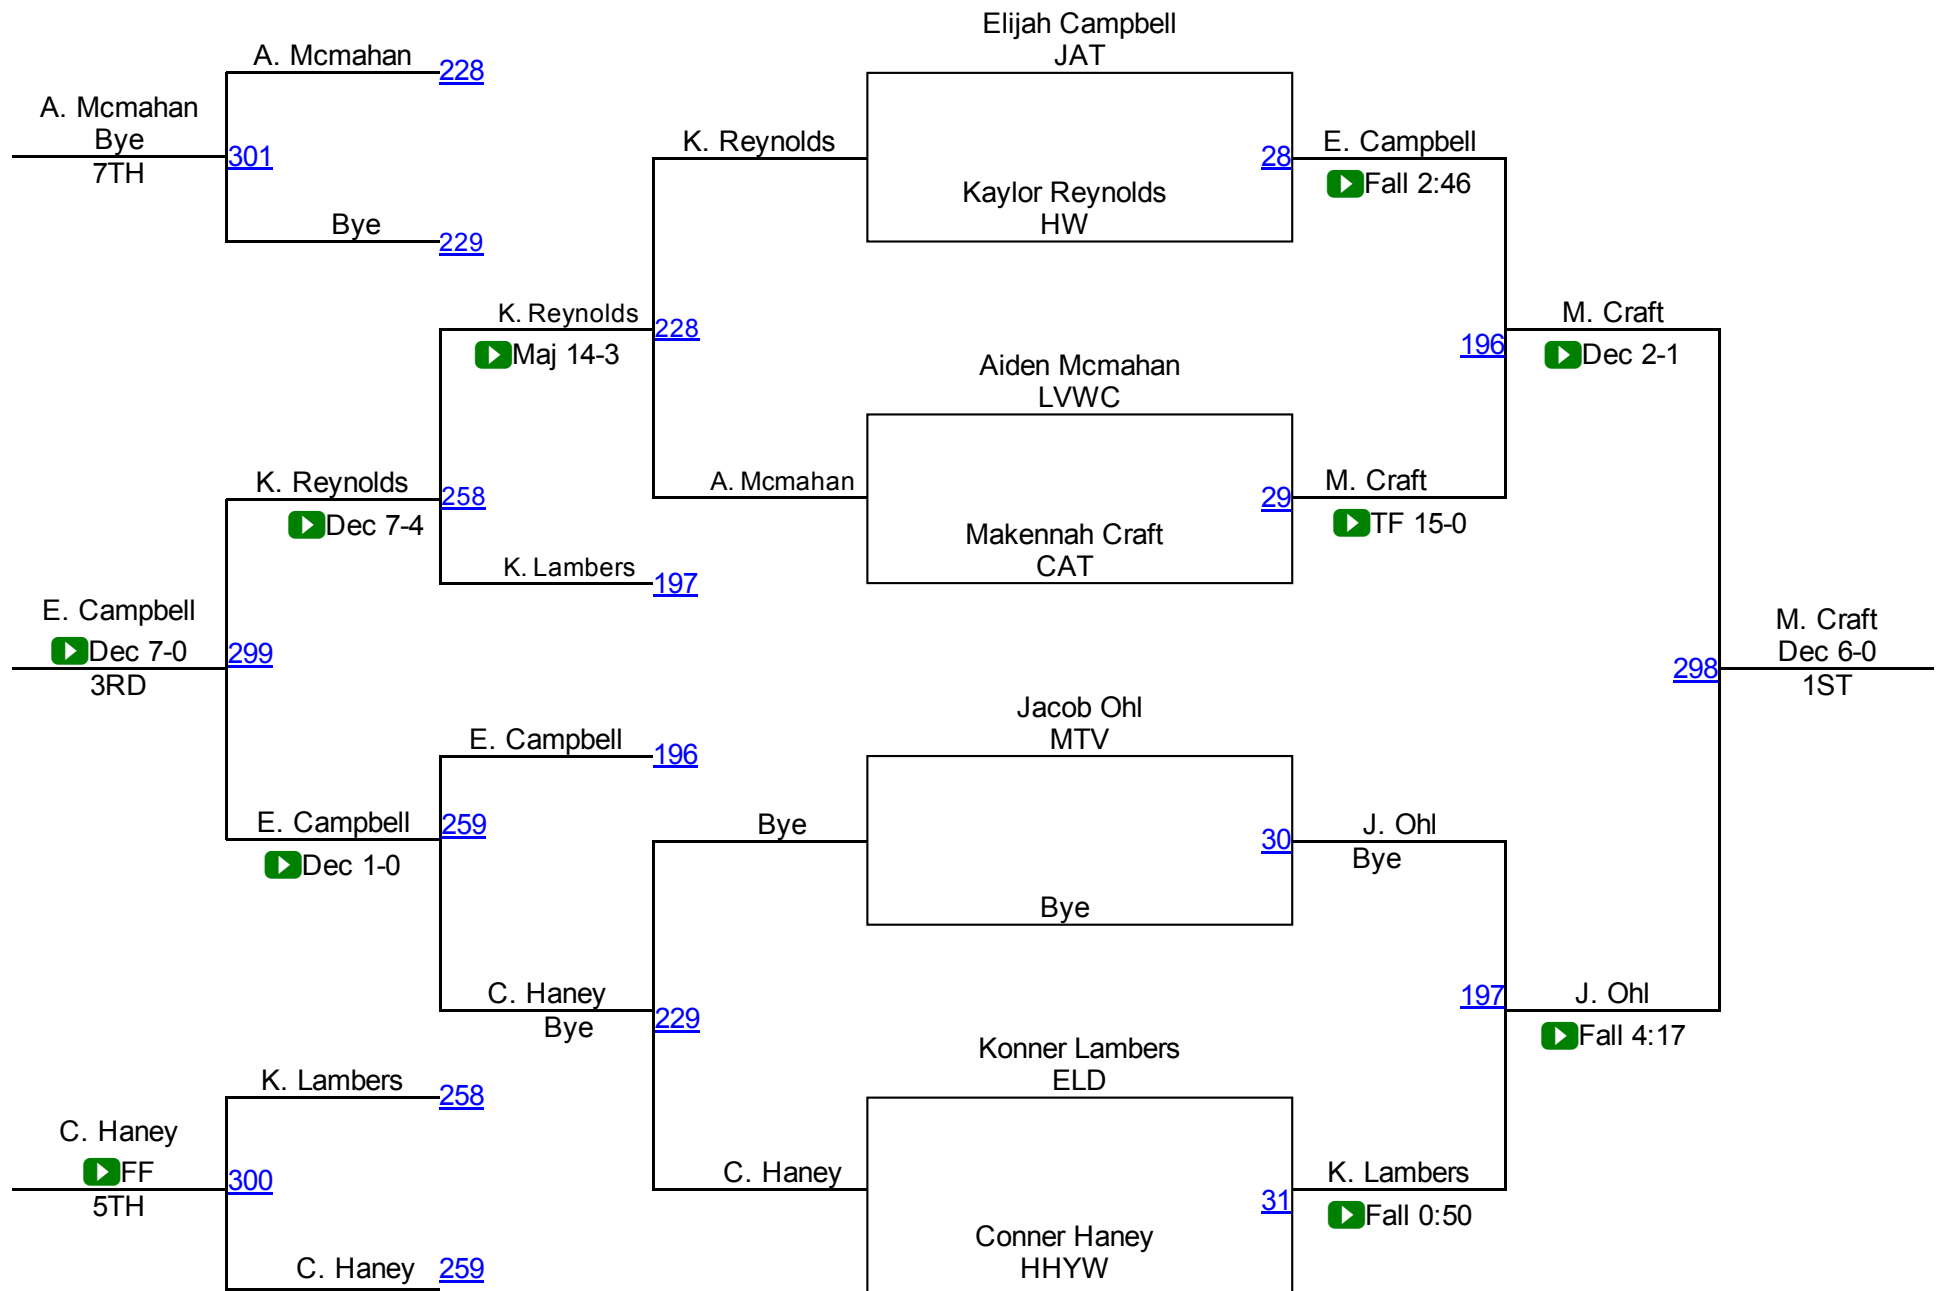 Elijah Campbell
JAT
A. Mcmahan
228
A. Mcmahan
Bye
7TH
301
K. Reynolds
28
E. Campbell
Fall 2:46
Kaylor Reynolds
HW
Bye
229
K. Reynolds
Maj 14-3
228
M. Craft
Dec 2-1
196
Aiden Mcmahan
LVWC
K. Reynolds
Dec 7-4
258
A. Mcmahan
29
M. Craft
TF 15-0
Makennah Craft
CAT
K. Lambers
197
E. Campbell
Dec 7-0
3RD
299
M. Craft
Dec 6-0
1ST
298
Jacob Ohl
MTV
E. Campbell
196
E. Campbell
Dec 1-0
259
Bye
30
J. Ohl
Bye
Bye
C. Haney
Bye
229
197
J. Ohl
Fall 4:17
Konner Lambers
ELD
K. Lambers
258
C. Haney
FF
5TH
300
C. Haney
31
K. Lambers
Fall 0:50
Conner Haney
HHYW
C. Haney
259